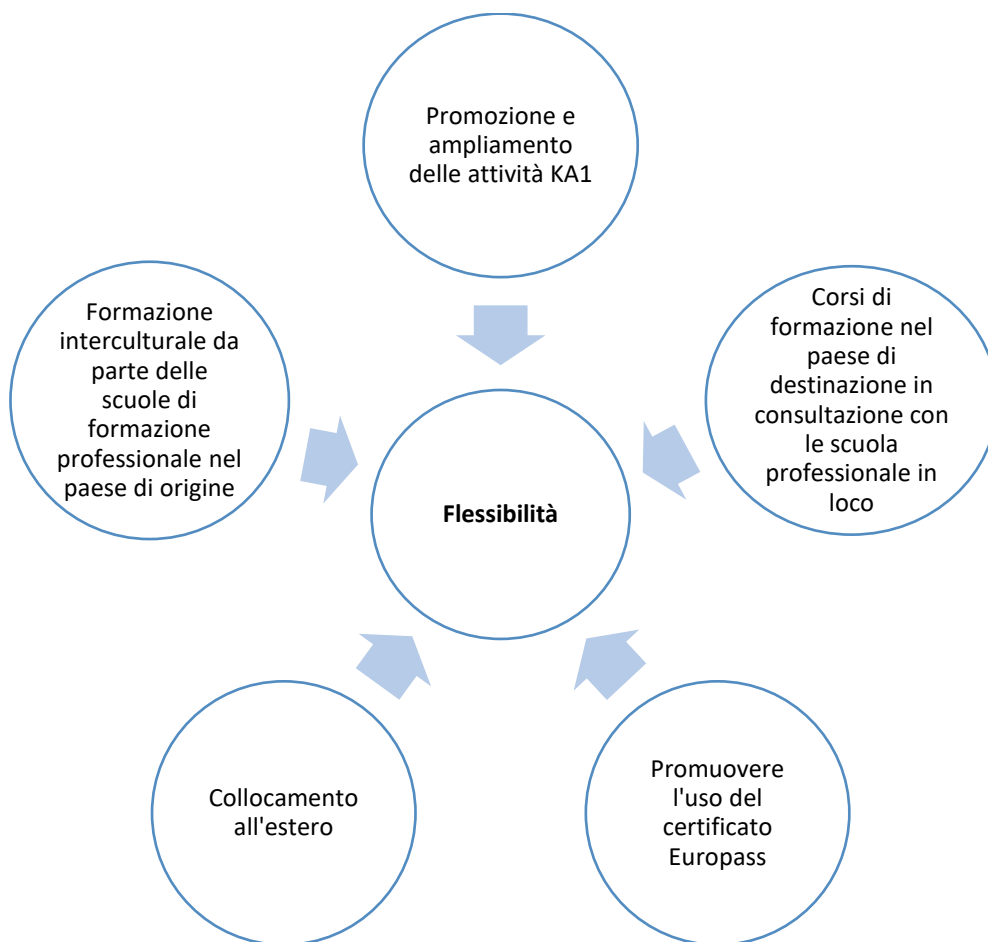 Promozione e
ampliamento
delle attività KA1
Formazione
interculturale da
parte delle
scuole di
formazione
professionale nel
paese di origine
Corsi di
formazione nel
paese di
destinazione in
consultazione con
le scuola
professionale in
loco
Flessibilità
Collocamento
all'estero
Promuovere
l'uso del
certificato
Europass